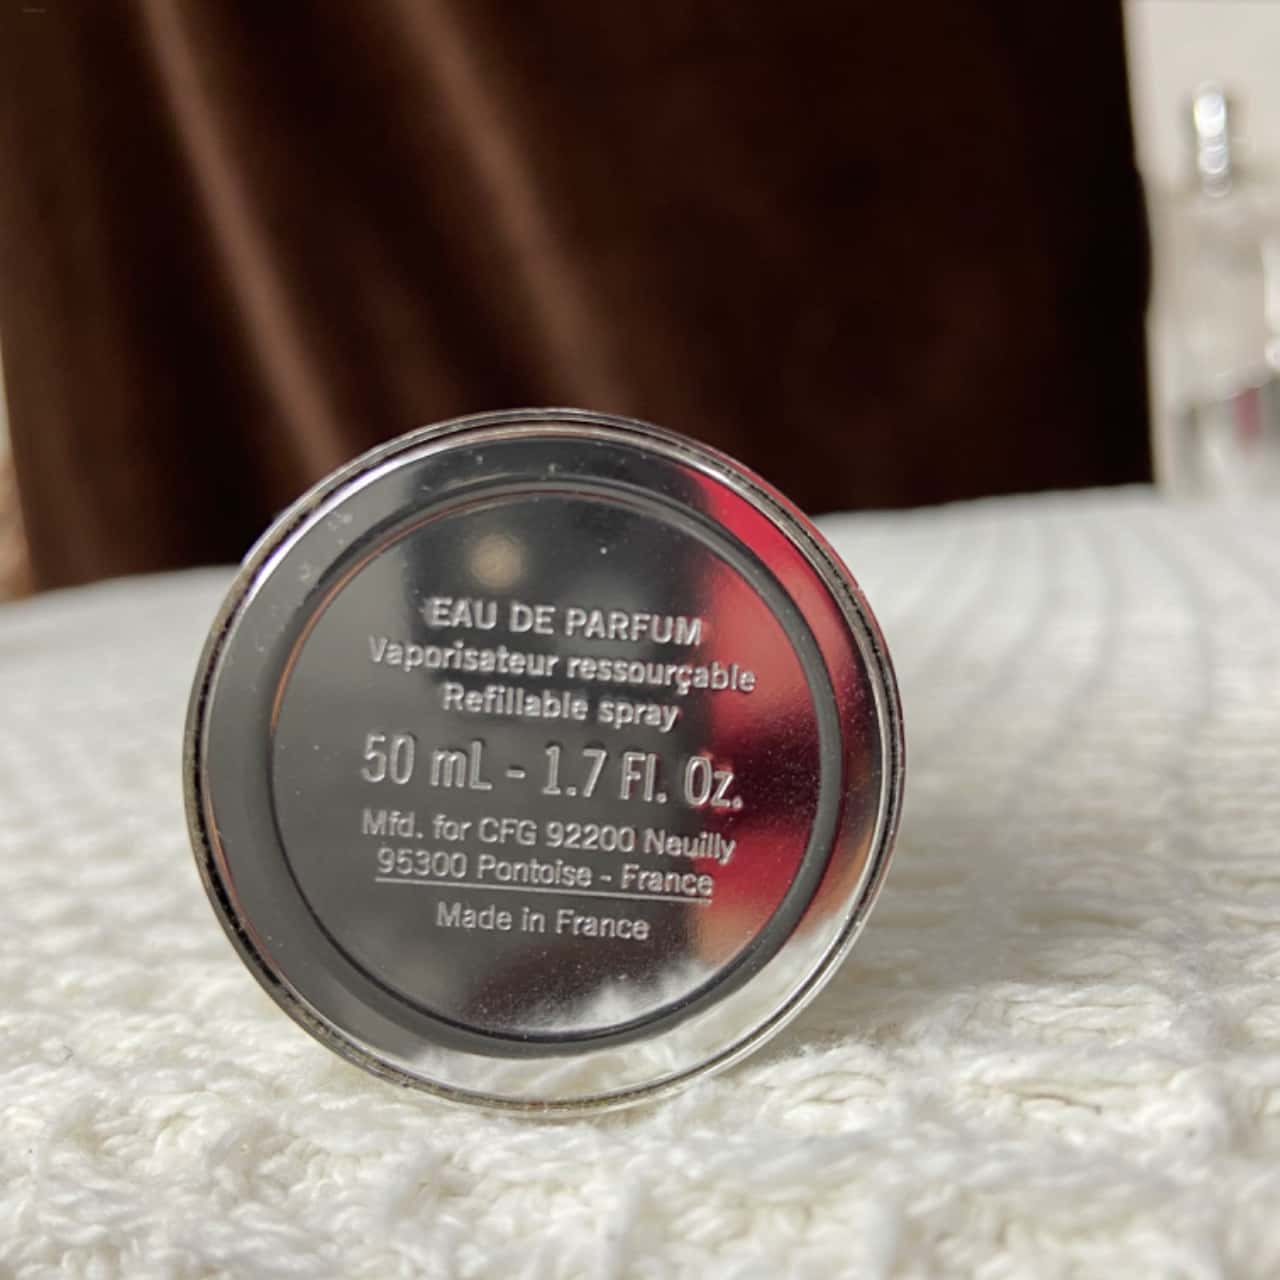 EAU DE PARFUM
Vaporisateur ressourçable
Refillable spray
50 mL - 1.7 Fl. Oz.
Mfd. for CFG 92200 Neuilly
95300 Pontoise - France
Made in France